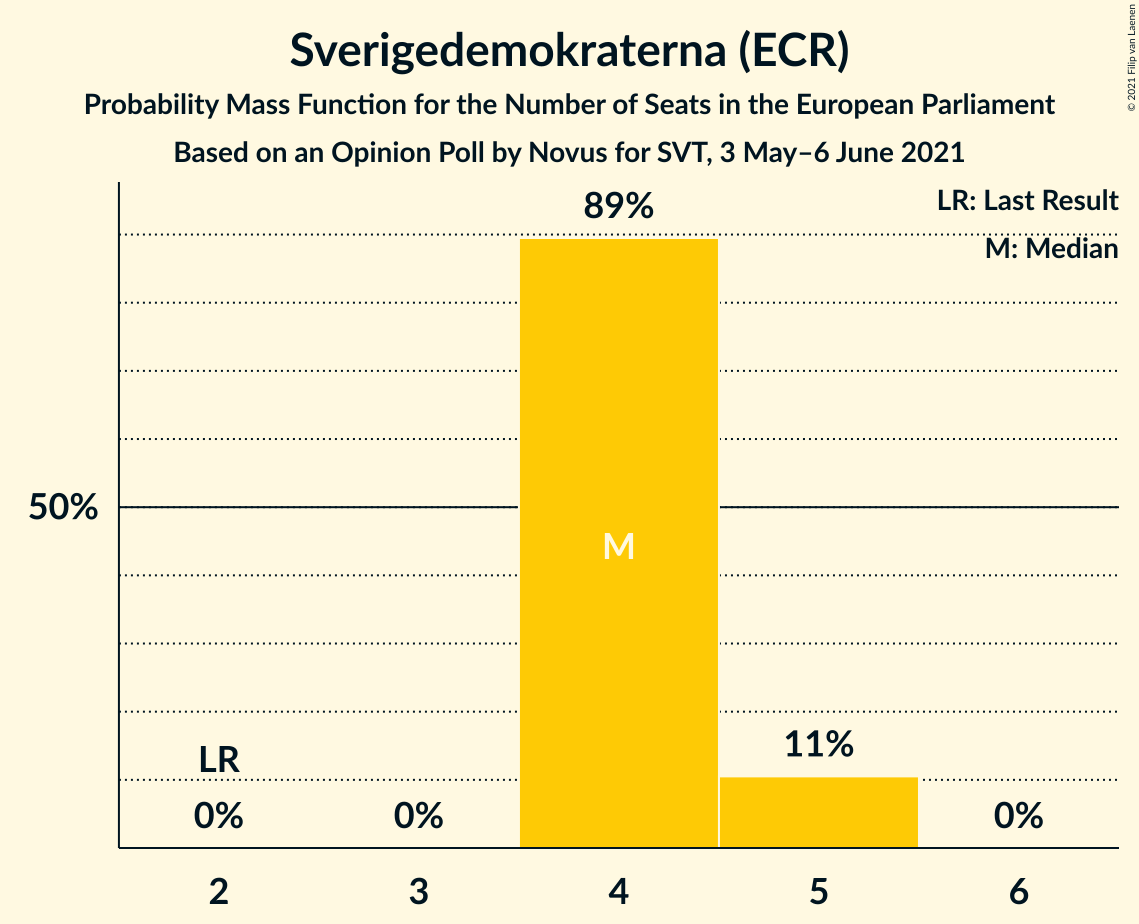 Sverigedemokraterna (ECR)
Probability Mass Function for the Number of Seats in the European Parliament
Based on an Opinion Poll by Novus for SVT, 3 May–6 June 2021
© 2021 Filip van Laenen
LR: Last Result
M: Median
89%
50%
M
LR
11%
0%
0%
0%
2
3
4
5
6